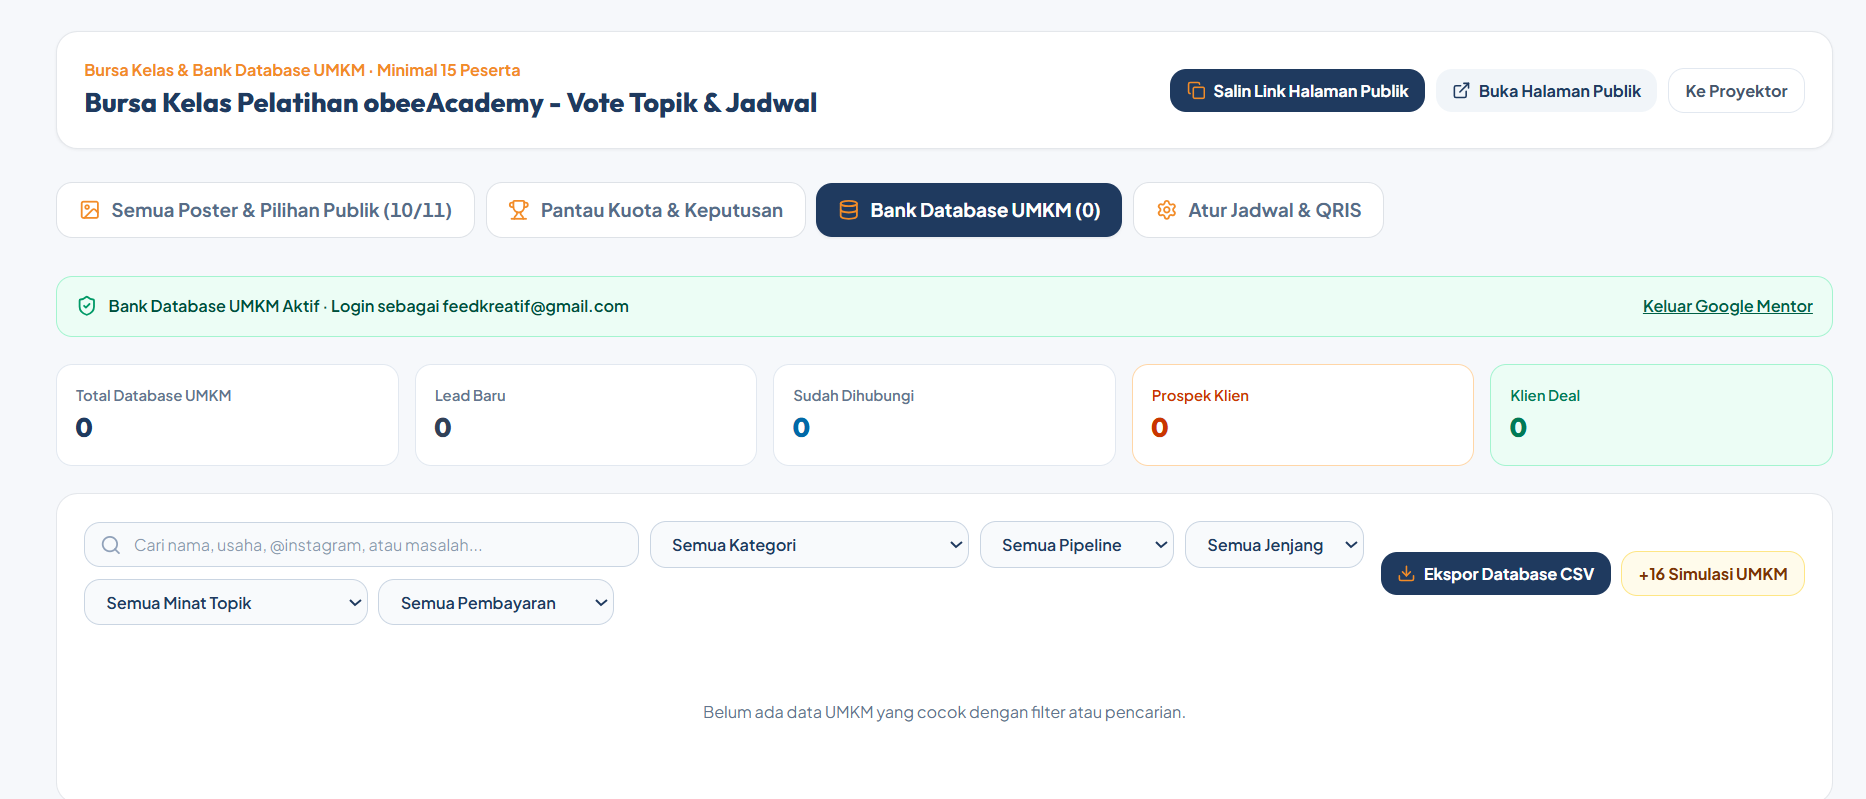 Bursa Kelas & Bank Database UMKM · Minimal 15 Peserta
Bursa Kelas Pelatihan obeeAcademy - Vote Topik & Jadwal
Salin Link Halaman Publik
Buka Halaman Publik
Ke Proyektor
Semua Poster & Pilihan Publik (10/11)
Pantau Kuota & Keputusan
Bank Database UMKM (0)
Atur Jadwal & QRIS
Bank Database UMKM Aktif · Login sebagai feedkreatif@gmail.com
Keluar Google Mentor
Total Database UMKM
0
Lead Baru
0
Sudah Dihubungi
0
Prospek Klien
0
Klien Deal
0
Cari nama, usaha, @instagram, atau masalah...
Semua Kategori
Semua Pipeline
Semua Jenjang
Semua Minat Topik
Semua Pembayaran
Ekspor Database CSV
+16 Simulasi UMKM
Belum ada data UMKM yang cocok dengan filter atau pencarian.